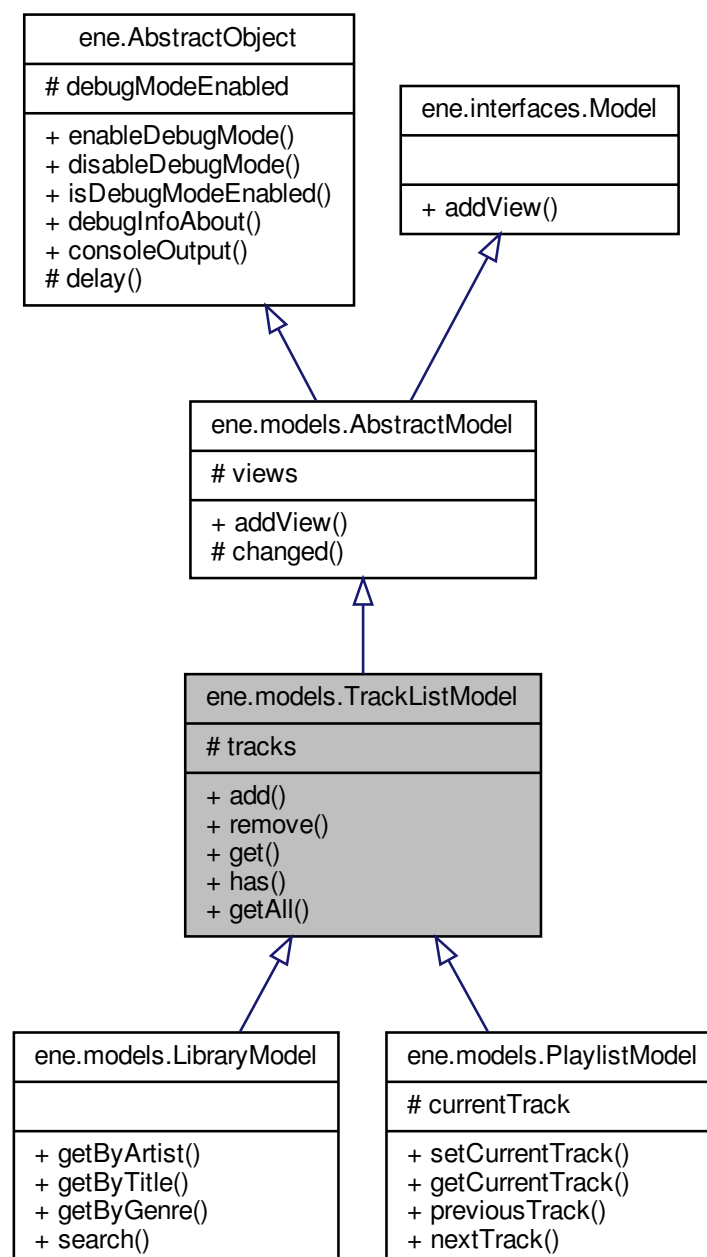 ene.AbstractObject
# debugModeEnabled
+ enableDebugMode()
+ disableDebugMode()
+ isDebugModeEnabled()
+ debugInfoAbout()
+ consoleOutput()
# delay()
ene.interfaces.Model
+ addView()
ene.models.AbstractModel
# views
+ addView()
# changed()
ene.models.TrackListModel
# tracks
+ add()
+ remove()
+ get()
+ has()
+ getAll()
ene.models.LibraryModel
+ getByArtist()
+ getByTitle()
+ getByGenre()
+ search()
ene.models.PlaylistModel
# currentTrack
+ setCurrentTrack()
+ getCurrentTrack()
+ previousTrack()
+ nextTrack()